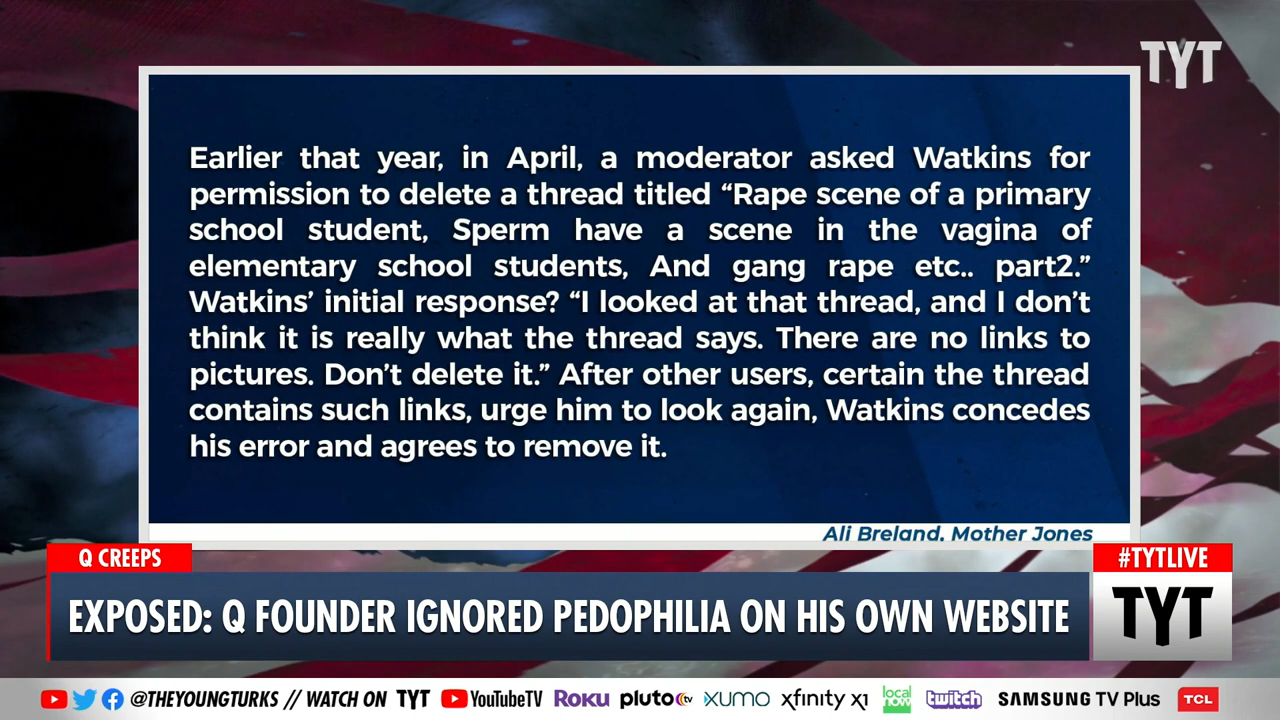 TYT
Earlier that year, in April, a moderator asked Watkins for
permission to delete a thread titled “Rape scene of a primary
school student, Sperm have a scene in the vagina of
elementary school students, And gang rape etc.. part2.”
Watkins’ initial response? “I looked at that thread, and I don’t
think it is really what the thread says. There are no links to
pictures. Don’t delete it.” After other users, certain the thread
contains such links, urge him to look again, Watkins concedes
his error and agrees to remove it.
Ali Breland, Mother Jones
Q CREEPS
#TYTLIVE
EXPOSED: Q FOUNDER IGNORED PEDOPHILIA ON HIS OWN WEBSITE
TYT
@THEYOUNGTURKS // WATCH ON TYT YouTubeTV ROKU pluto tv XUMO xfinity x1 local now twitch SAMSUNG TV Plus TCL